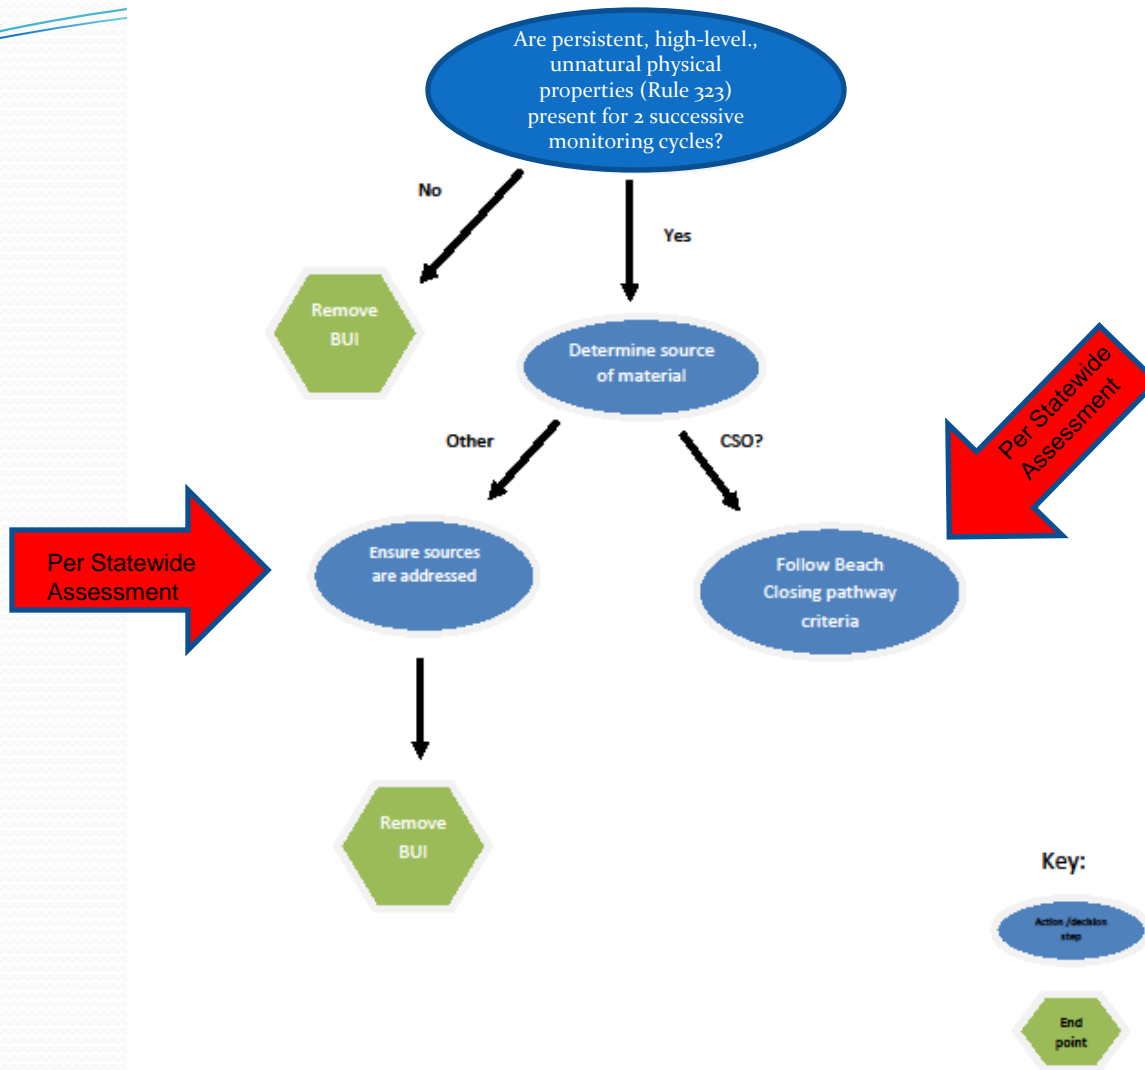 Are persistent, high-level.,
unnatural physical
properties (Rule 323)
present for 2 successive
monitoring cycles?
No
Yes
Remove
BUI
Determine source
of material
Per Statewide
Assessment
Other
CSO?
Per Statewide
Assessment
Ensure sources
are addressed
Follow Beach
Closing pathway
criteria
Remove
BUI
Key:
Action /decision
step
End
point